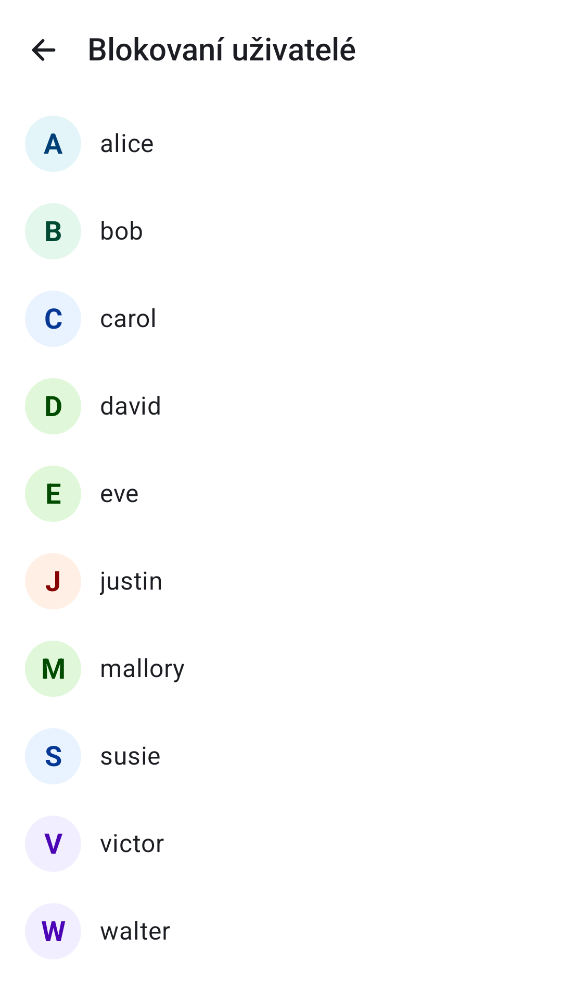 Blokovaní uživatelé
A alice
B bob
C carol
D david
E eve
J justin
M mallory
S susie
V victor
W walter